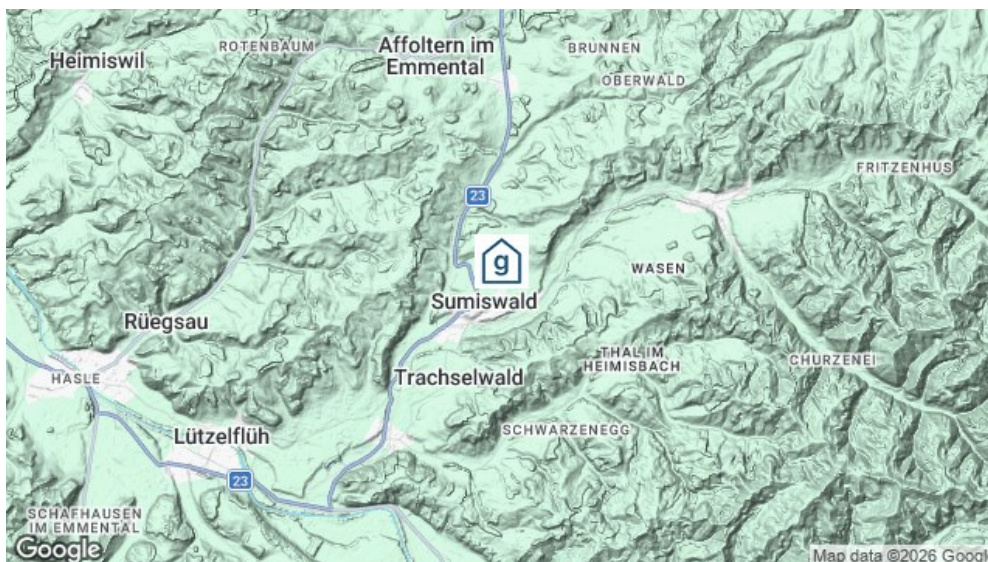 Heimiswil
ROTENBAUM
Affoltern im
Emmental
BRUNNEN
OBERWALD
FRITZENHUS
23
g
WASEN
Sumiswald
Rüegsau
THAL IM
HEIMISBACH
CHURZENEI
HASLE
Trachselwald
Lützelflüh
SCHWARZENEGG
23
SCHAFHAUSEN
IM EMMENTAL
Google
Map data ©2026 Google